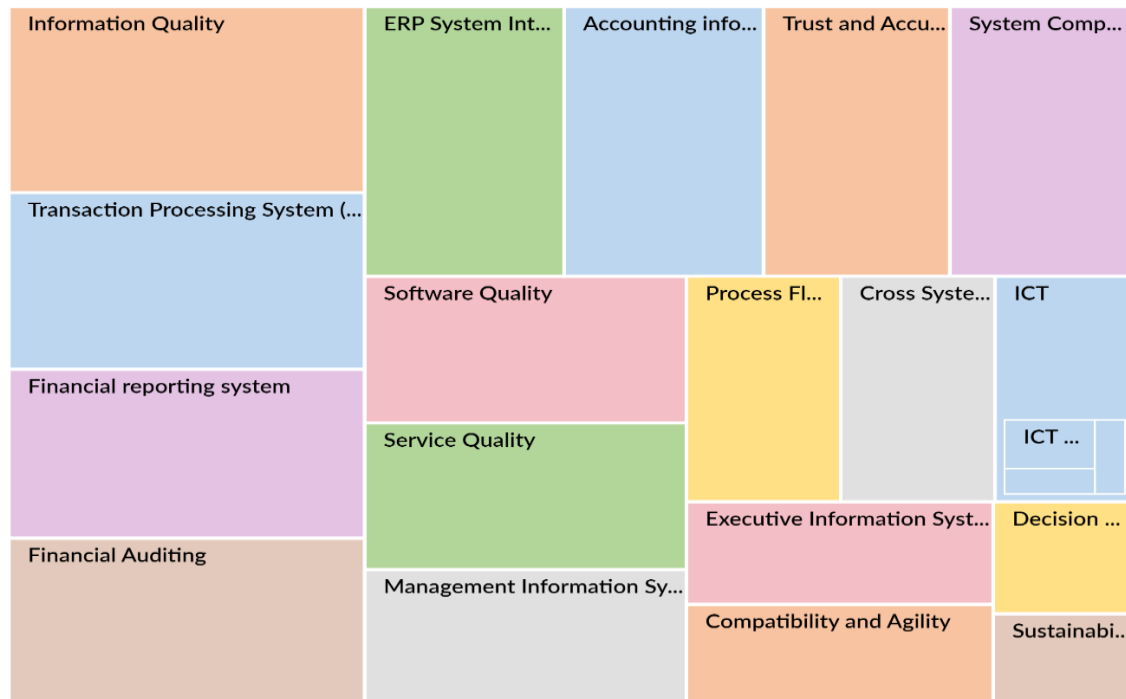 Information Quality
ERP System Int...
Accounting info...
Trust and Accu...
System Comp...
Transaction Processing System (...
Software Quality
Process Fl...
Cross Syste...
ICT
Financial reporting system
ICT ...
Service Quality
Executive Information Syst...
Decision ...
Financial Auditing
Management Information Sy...
Compatibility and Agility
Sustainabi...